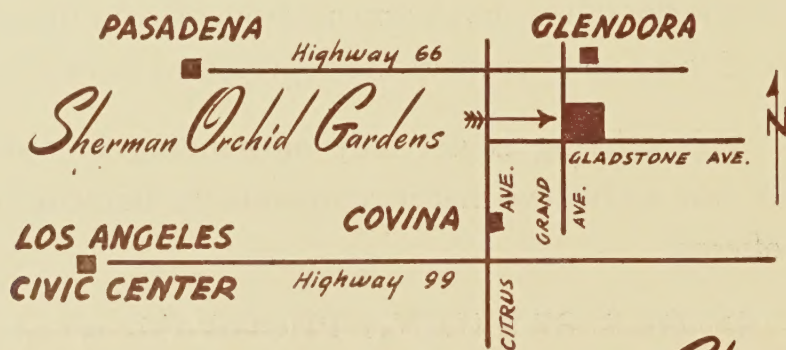 PASADENA
GLENDORA
Highway 66
Sherman Orchid Gardens
N
GLADSTONE AVE.
CITRUS AVE.
GRAND AVE.
COVINA
LOS ANGELES
CIVIC CENTER
Highway 99